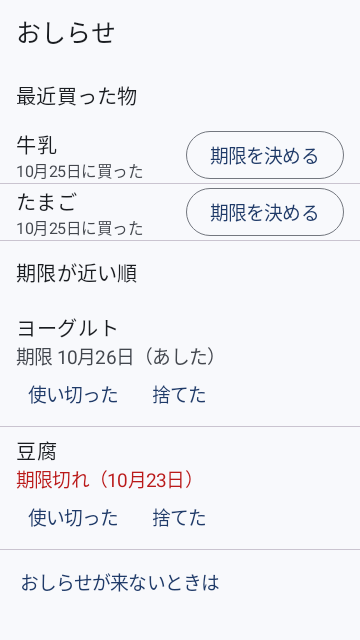 おしらせ
最近買った物
牛乳
10月25日に買った
期限を決める
たまご
10月25日に買った
期限を決める
期限が近い順
ヨーグルト
期限 10月26日（あした）
使い切った 捨てた
豆腐
期限切れ（10月23日）
使い切った 捨てた
おしらせが来ないときは